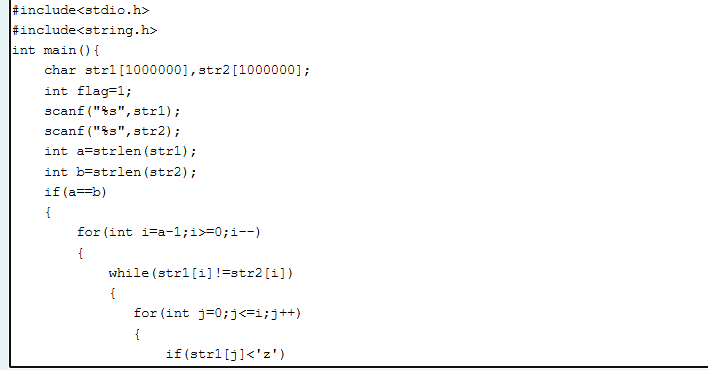 #include<stdio.h>
#include<string.h>
int main(){
    char str1[1000000],str2[1000000];
    int flag=1;
    scanf("%s",str1);
    scanf("%s",str2);
    int a=strlen(str1);
    int b=strlen(str2);
    if(a==b)
    {
        for(int i=a-1;i>=0;i--)
        {
            while(str1[i]!=str2[i])
            {
               for(int j=0;j<=i;j++)
               {
                   if(str1[j]<'z')